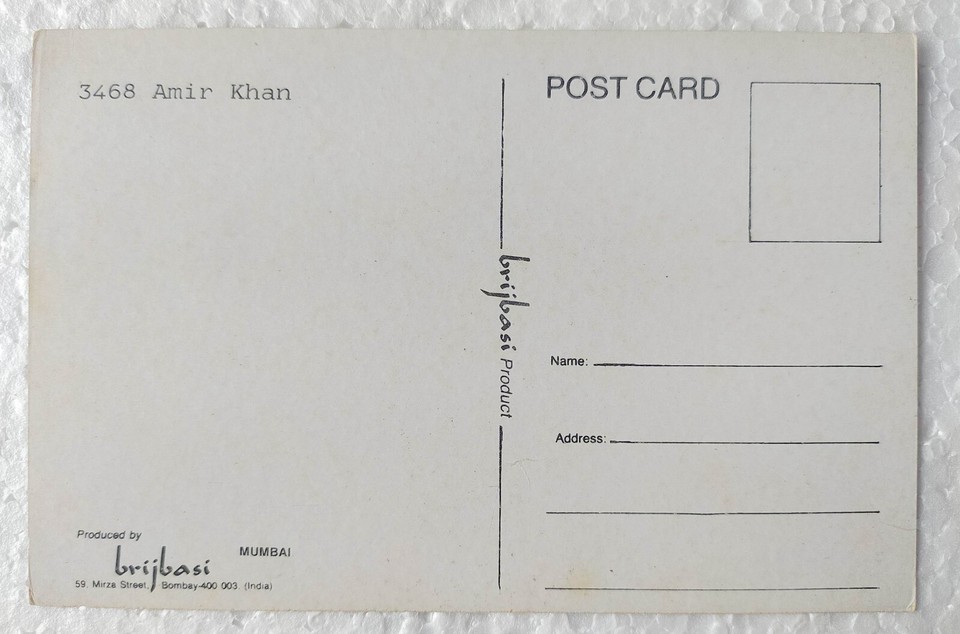 3468 Amir Khan
Produced by
brijbasi MUMBAI
59, Mirza Street, Bombay-400 003. (India)
brijbasi Product
POST CARD
Name:
Address: